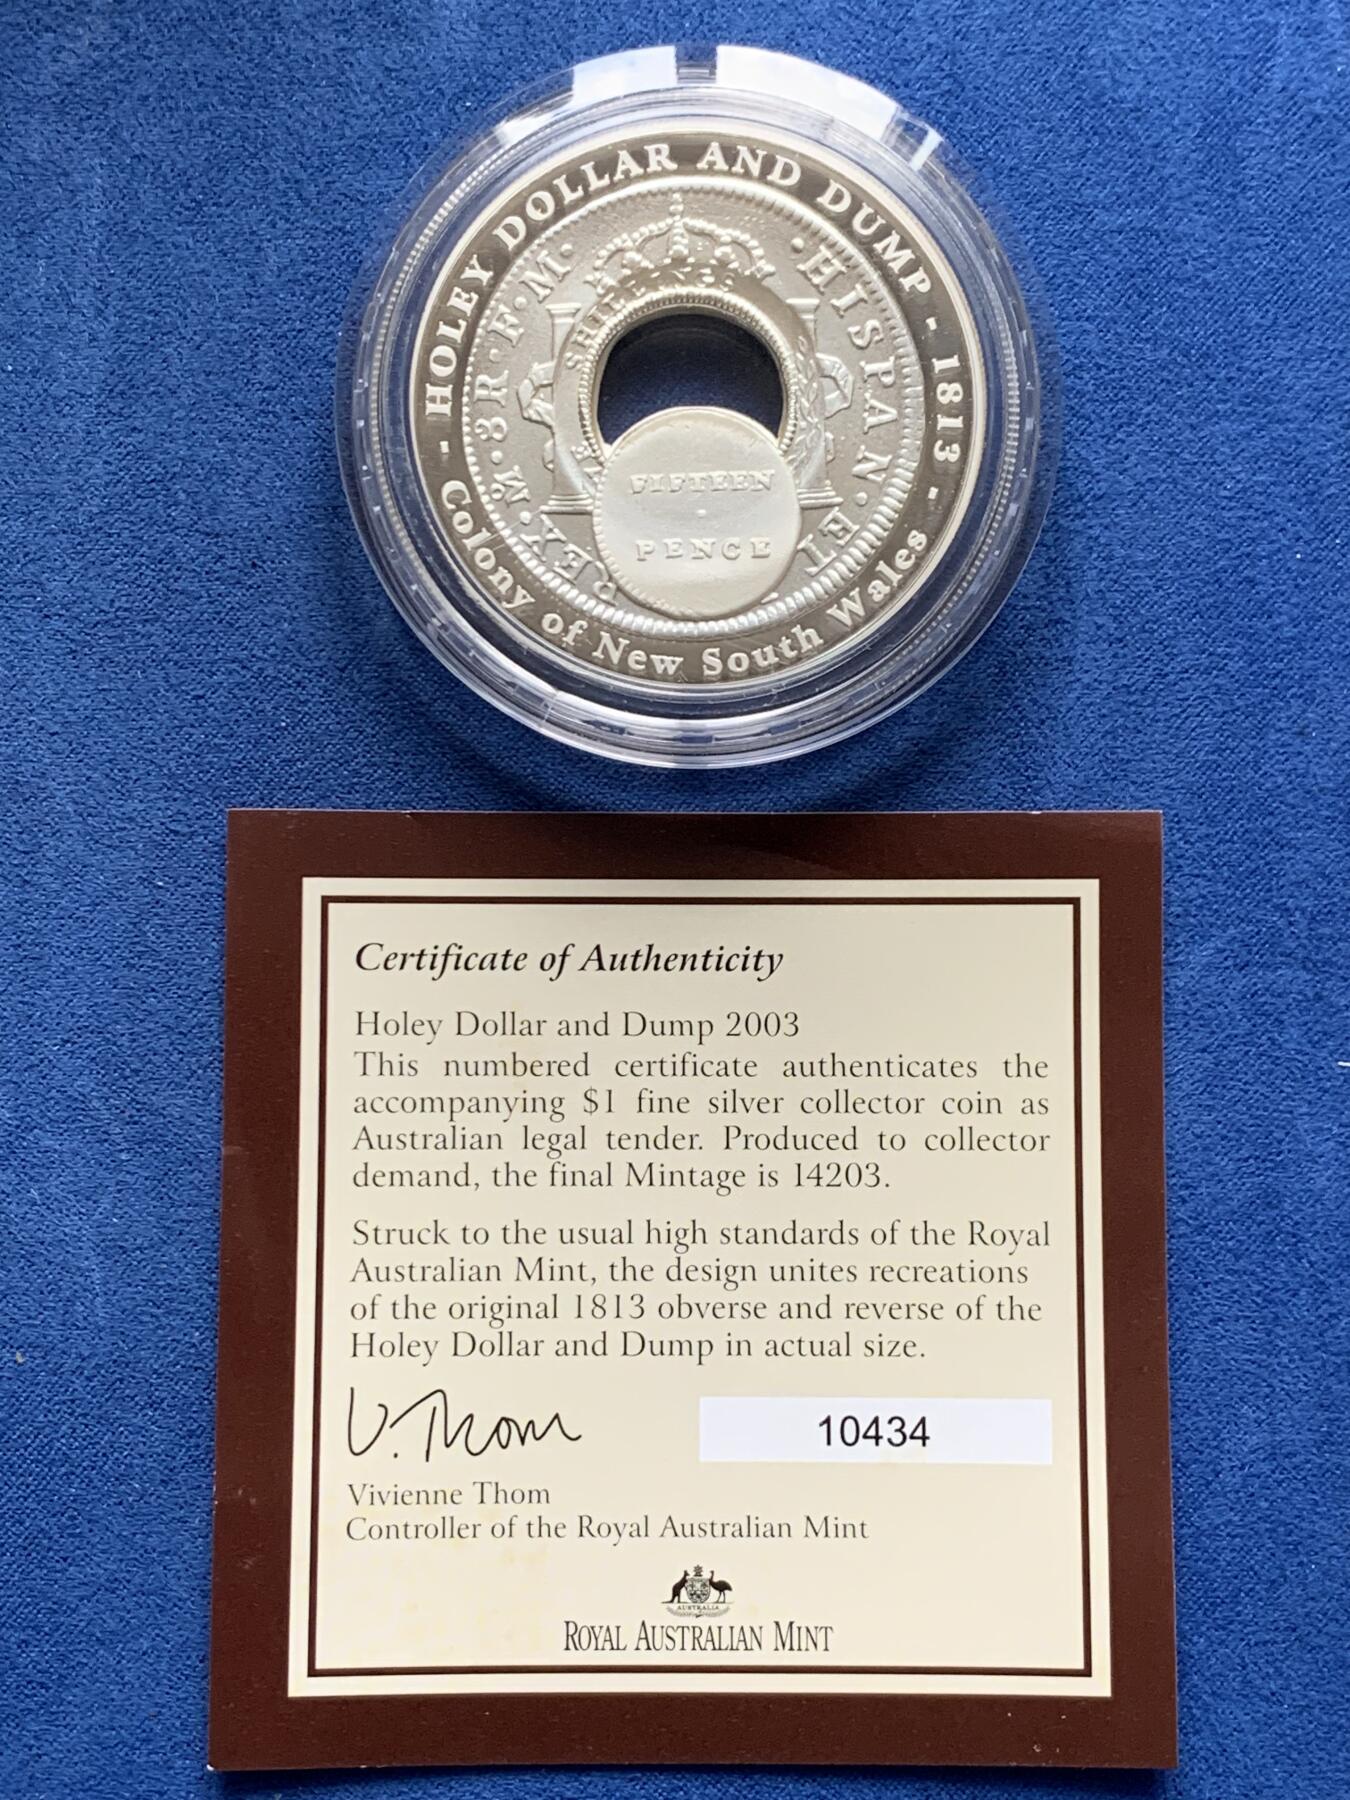 - HOLEY DOLLAR AND DUMP - 1813 -
Colony of New South Wales
M · 8R · F · M ·
· HISPAN · ET
REX ·
SHILLINGS
FIFTEEN
PENCE
Certificate of Authenticity
Holey Dollar and Dump 2003
This numbered certificate authenticates the
accompanying $1 fine silver collector coin as
Australian legal tender. Produced to collector
demand, the final Mintage is 14203.
Struck to the usual high standards of the Royal
Australian Mint, the design unites recreations
of the original 1813 obverse and reverse of the
Holey Dollar and Dump in actual size.
V. Thom
10434
Vivienne Thom
Controller of the Royal Australian Mint
AUSTRALIA
ROYAL AUSTRALIAN MINT